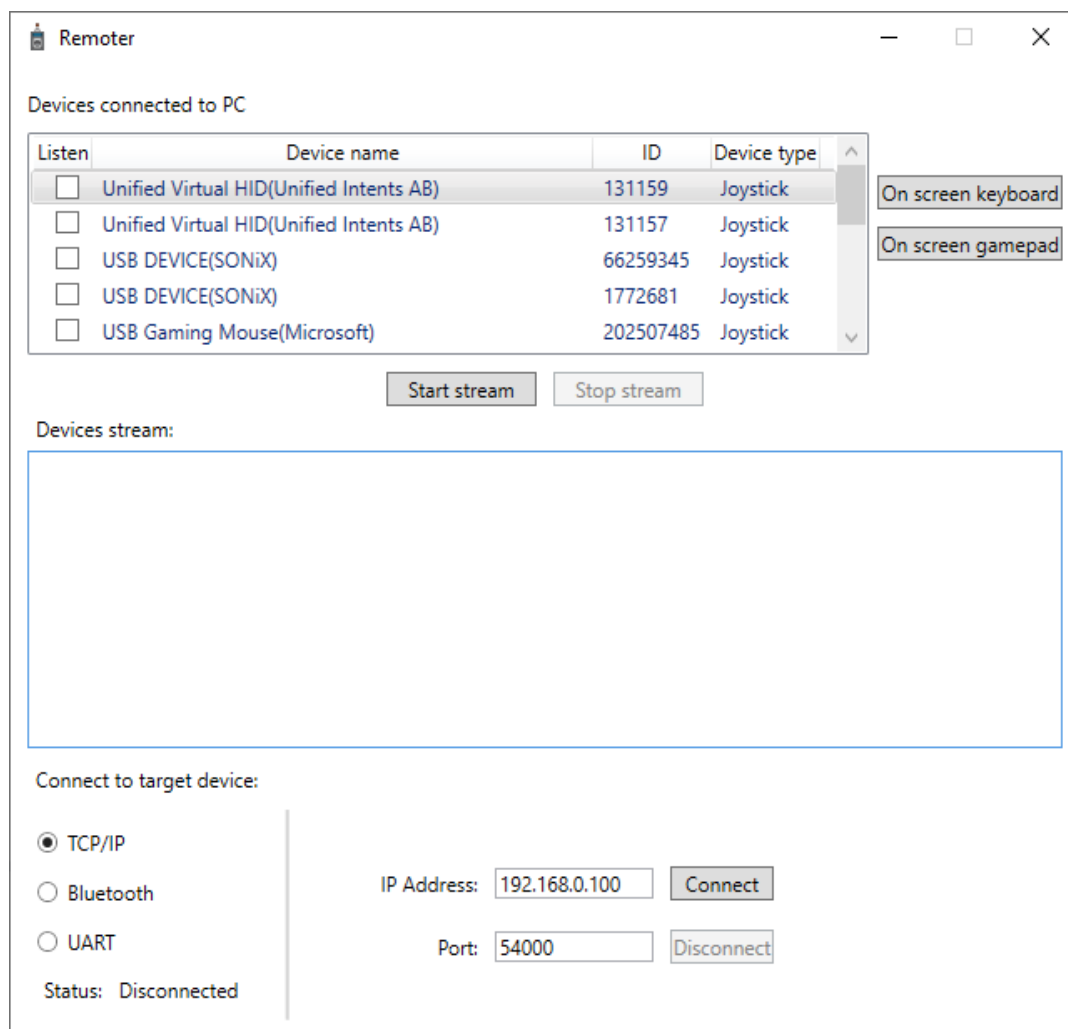 Remoter
Devices connected to PC
Listen Device name ID Device type
Unified Virtual HID(Unified Intents AB) 131159 Joystick
Unified Virtual HID(Unified Intents AB) 131157 Joystick
USB DEVICE(SONiX) 66259345 Joystick
USB DEVICE(SONiX) 1772681 Joystick
USB Gaming Mouse(Microsoft) 202507485 Joystick
On screen keyboard
On screen gamepad
Start stream Stop stream
Devices stream:
Connect to target device:
TCP/IP
Bluetooth
UART
Status: Disconnected
IP Address: 192.168.0.100 Connect
Port: 54000 Disconnect